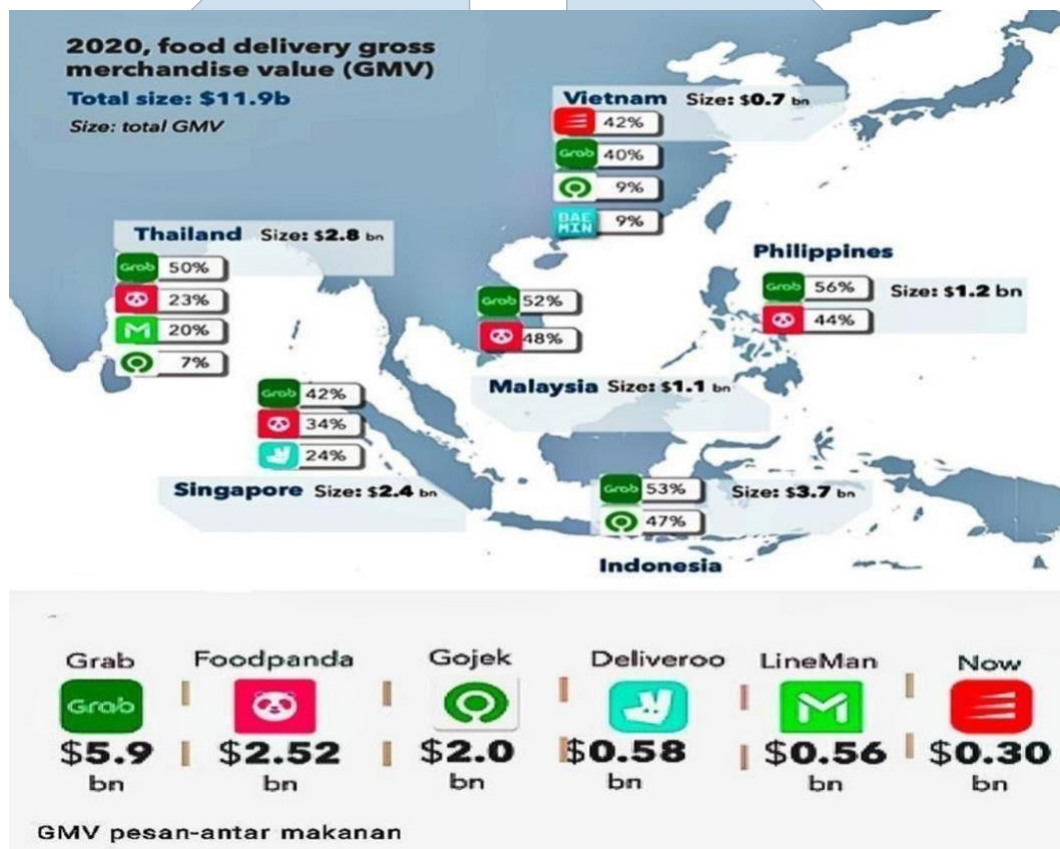 2020, food delivery gross
merchandise value (GMV)
Total size: $11.9b
Size: total GMV
Vietnam Size: $0.7 bn
42%
Grab 40%
9%
BAE MIN 9%
Thailand Size: $2.8 bn
Grab 50%
23%
20%
7%
Philippines
Grab 56% Size: $1.2 bn
44%
Grab 52%
48%
Malaysia Size: $1.1 bn
Grab 42%
34%
24%
Singapore Size: $2.4 bn
Grab 53% Size: $3.7 bn
47%
Indonesia
Grab Foodpanda Gojek Deliveroo LineMan Now
Grab
$5.9 $2.52 $2.0 $0.58 $0.56 $0.30
bn bn bn bn bn bn
GMV pesan-antar makanan